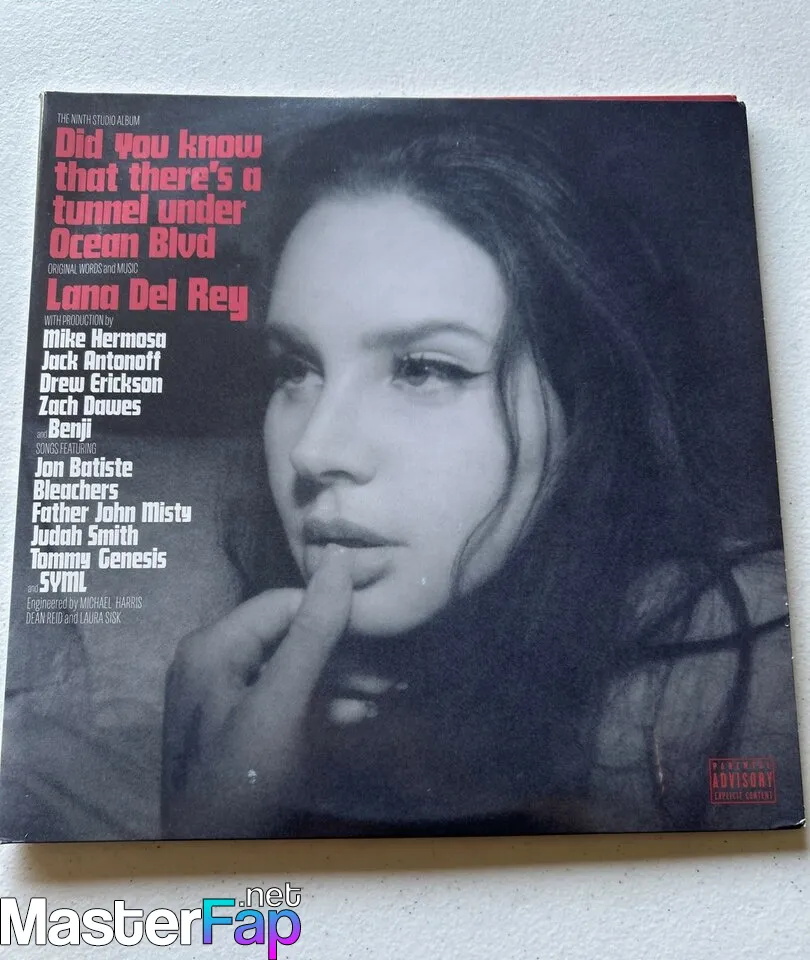 THE NINTH STUDIO ALBUM
Did you know
that there's a
tunnel under
Ocean Blvd
ORIGINAL WORDS and MUSIC
Lana Del Rey
WITH PRODUCTION by
Mike Hermosa
Jack Antonoff
Drew Erickson
Zach Dawes
and Benji
SONGS FEATURING
Jon Batiste
Bleachers
Father John Misty
Judah Smith
Tommy Genesis
and SYML
Engineered by MICHAEL HARRIS
DEAN REID and LAURA SISK
PARENTAL
ADVISORY
EXPLICIT CONTENT
MasterFap.net